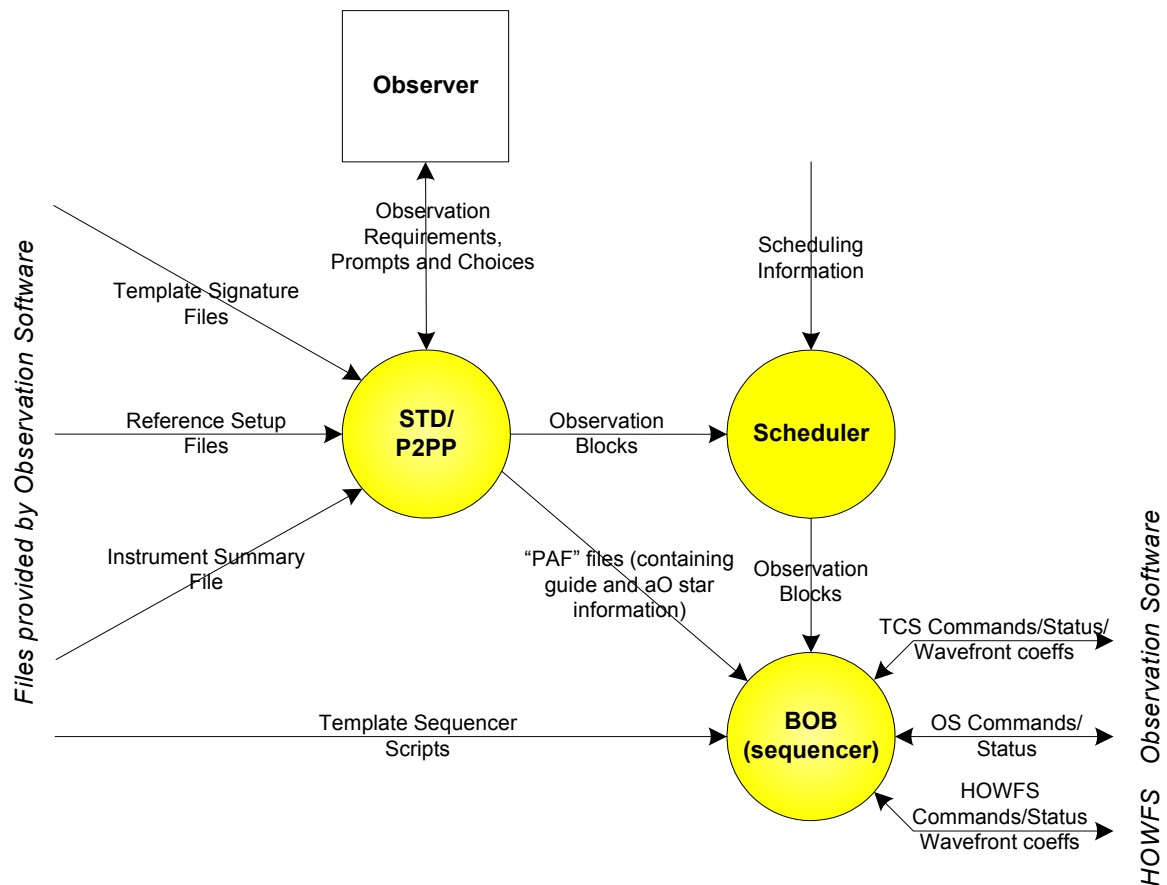 Observer
Observation
Requirements,
Prompts and Choices
Scheduling
Information
Files provided by Observation Software
Template Signature
Files
Reference Setup
Files
STD/
P2PP
Observation
Blocks
Scheduler
Instrument Summary
File
“PAF” files (containing
guide and aO star
information)
Observation
Blocks
TCS Commands/Status/
Wavefront coeffs
Template Sequencer
Scripts
BOB
(sequencer)
OS Commands/
Status
HOWFS
Commands/Status
Wavefront coeffs
HOWFS Observation Software